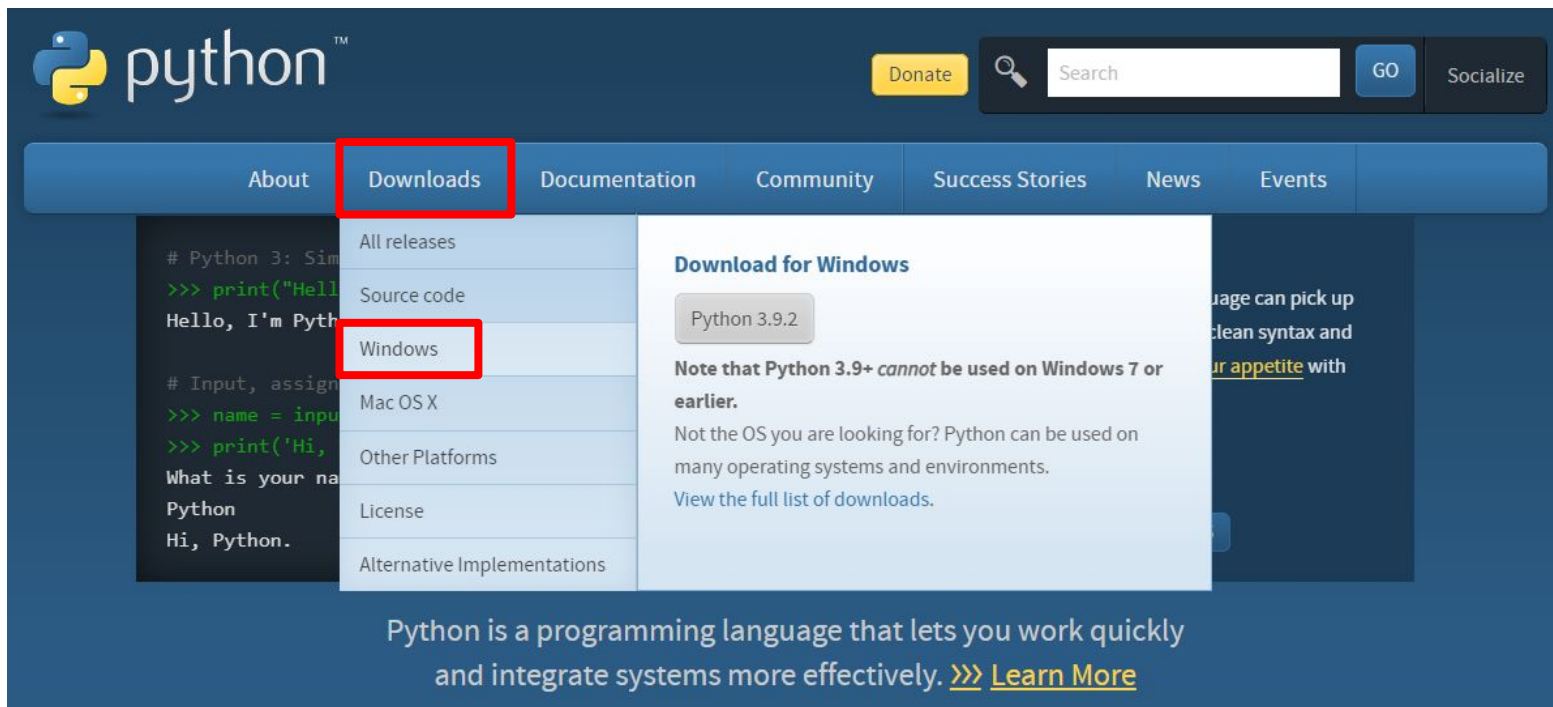 python™
Donate
Search
GO
Socialize
About Downloads Documentation Community Success Stories News Events
# Python 3: Sim
>>> print("Hell
Hello, I'm Pyth
# Input, assign
>>> name = inpu
>>> print('Hi,
What is your na
Python
Hi, Python.
All releases
Source code
Windows
Mac OS X
Other Platforms
License
Alternative Implementations
Download for Windows
Python 3.9.2
Note that Python 3.9+ cannot be used on Windows 7 or
earlier.
Not the OS you are looking for? Python can be used on
many operating systems and environments.
View the full list of downloads.
uage can pick up
clean syntax and
ur appetite with
Python is a programming language that lets you work quickly
and integrate systems more effectively. >>> Learn More